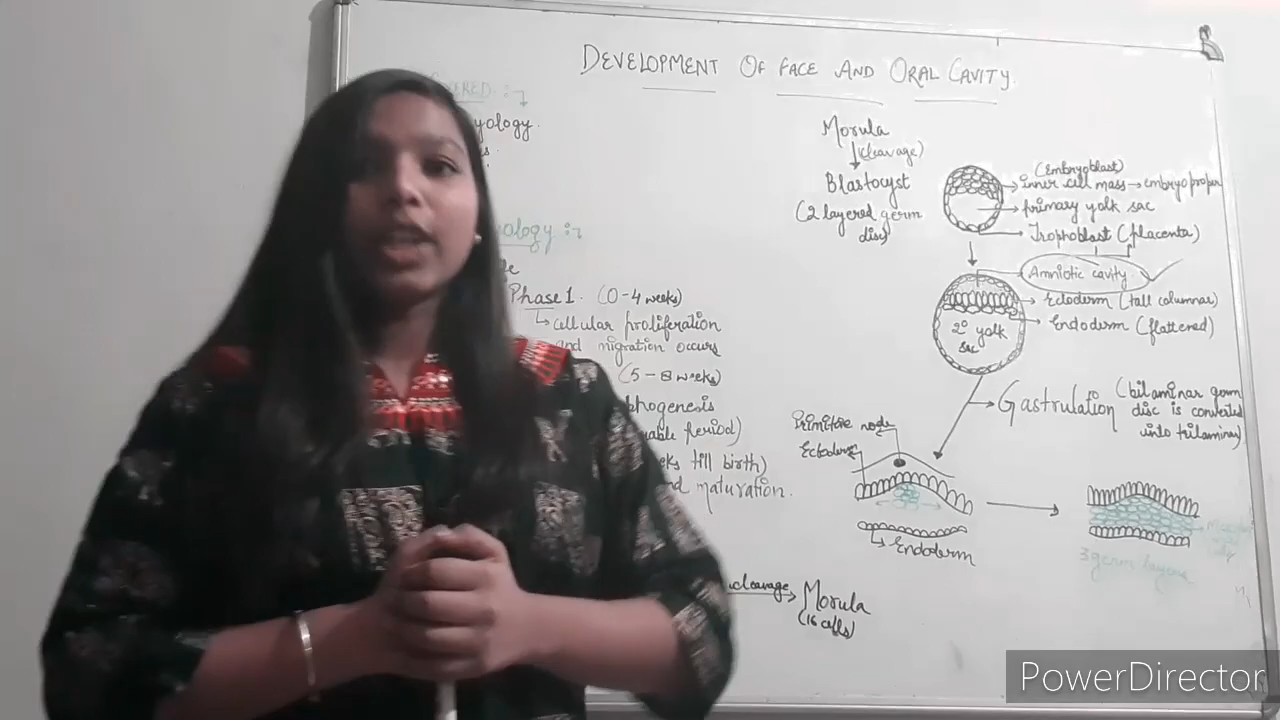 DEVELOPMENT OF FACE AND ORAL CAVITY
COVERED :-
yology.
ology :-
Phase 1. (0-4 weeks)
cellular proliferation
and migration occurs
(5-8 weeks)
phogenesis
able period)
ks till birth)
nd maturation.
cleavage
Morula
(16 cells)
Morula
(cleavage)
Blastocyst
(2 layered germ
disc)
(Embryoblast)
inner cell mass → embryo proper
primary yolk sac
Trophoblast (placenta)
Amniotic cavity
Ectoderm (tall columnar)
Endoderm (flattened)
2° yolk
sac
Gastrulation (bilaminar germ
disc is converted
into trilaminar)
Primitive node
Ectoderm
Endoderm
3 germ layers
PowerDirector